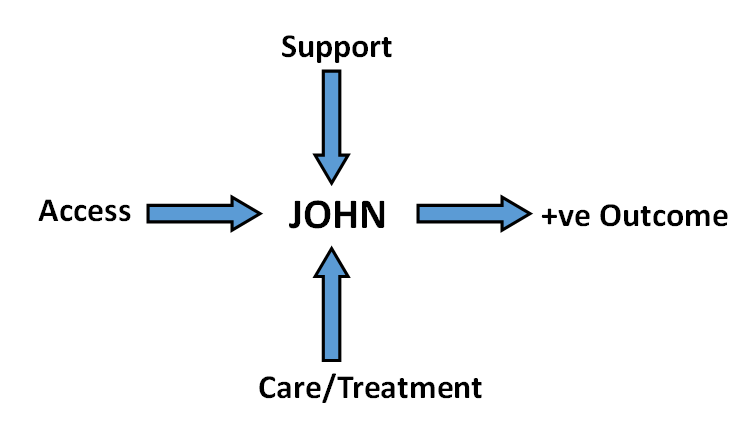 Support
Access
JOHN
+ve Outcome
Care/Treatment